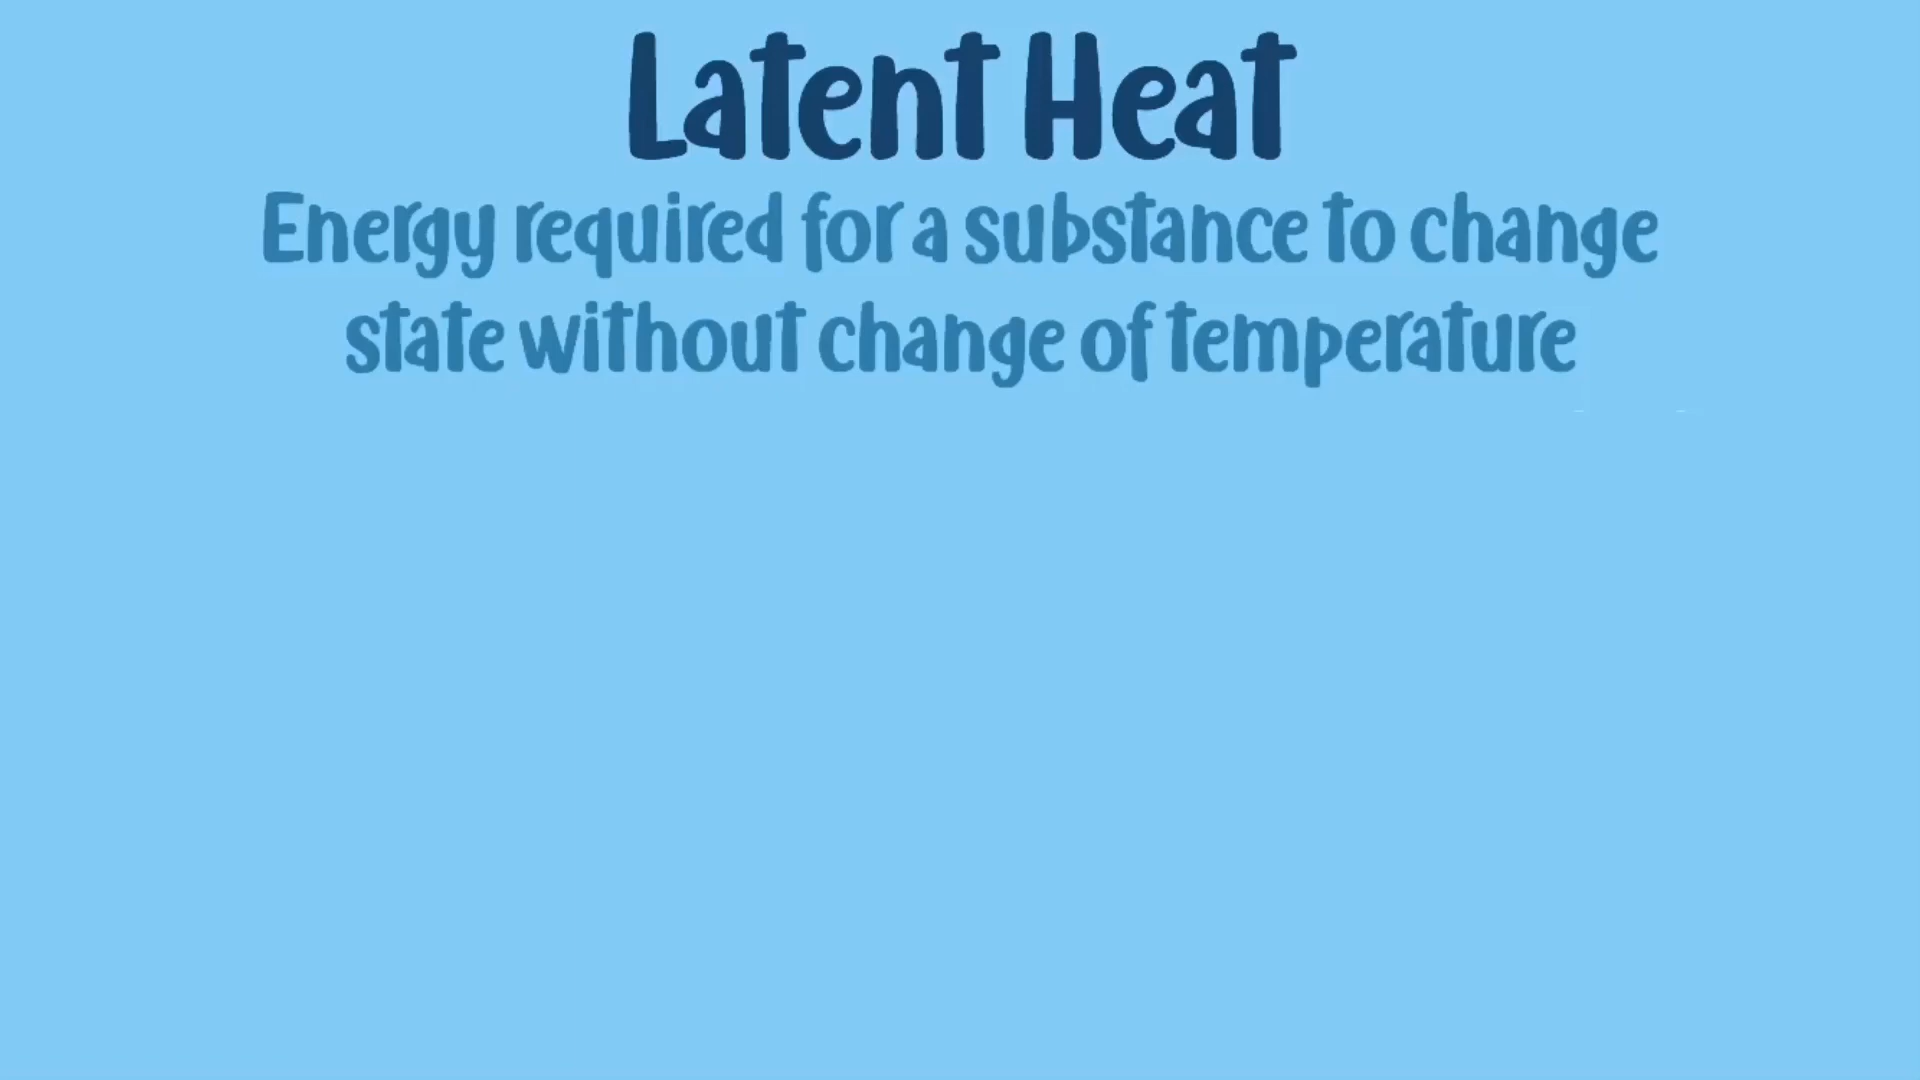 Latent Heat
Energy required for a substance to change
state without change of temperature